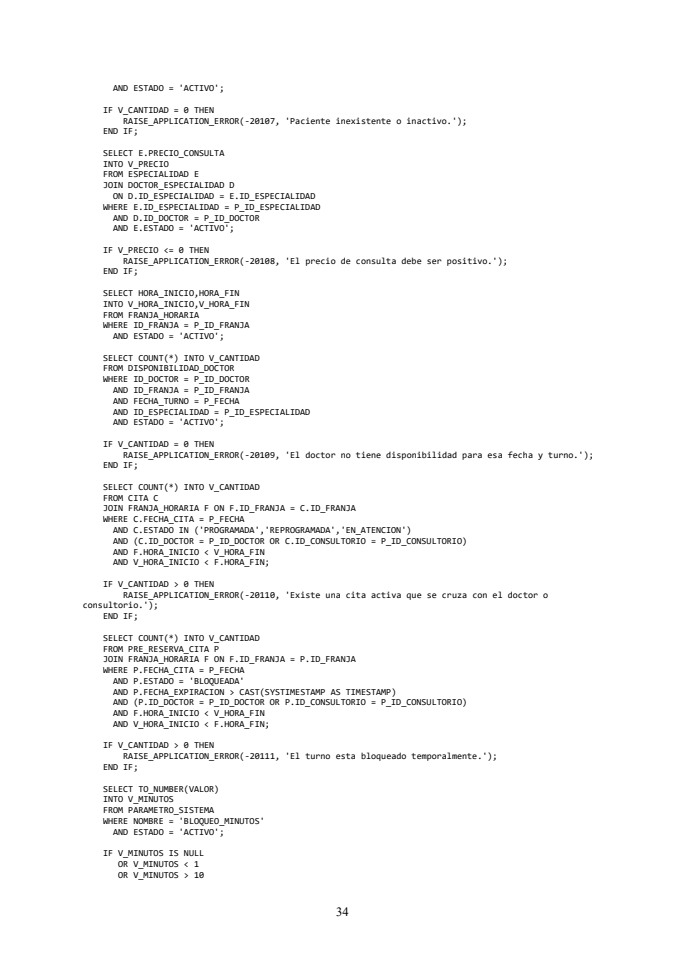 AND ESTADO = 'ACTIVO';
IF V_CANTIDAD = 0 THEN
RAISE_APPLICATION_ERROR(-20107, 'Paciente inexistente o inactivo.');
END IF;
SELECT E.PRECIO_CONSULTA
INTO V_PRECIO
FROM ESPECIALIDAD E
JOIN DOCTOR_ESPECIALIDAD D
ON D.ID_ESPECIALIDAD = E.ID_ESPECIALIDAD
WHERE E.ID_ESPECIALIDAD = P_ID_ESPECIALIDAD
AND D.ID_DOCTOR = P_ID_DOCTOR
AND E.ESTADO = 'ACTIVO';
IF V_PRECIO <= 0 THEN
RAISE_APPLICATION_ERROR(-20108, 'El precio de consulta debe ser positivo.');
END IF;
SELECT HORA_INICIO,HORA_FIN
INTO V_HORA_INICIO,V_HORA_FIN
FROM FRANJA_HORARIA
WHERE ID_FRANJA = P_ID_FRANJA
AND ESTADO = 'ACTIVO';
SELECT COUNT(*) INTO V_CANTIDAD
FROM DISPONIBILIDAD_DOCTOR
WHERE ID_DOCTOR = P_ID_DOCTOR
AND ID_FRANJA = P_ID_FRANJA
AND FECHA_TURNO = P_FECHA
AND ID_ESPECIALIDAD = P_ID_ESPECIALIDAD
AND ESTADO = 'ACTIVO';
IF V_CANTIDAD = 0 THEN
RAISE_APPLICATION_ERROR(-20109, 'El doctor no tiene disponibilidad para esa fecha y turno.');
END IF;
SELECT COUNT(*) INTO V_CANTIDAD
FROM CITA C
JOIN FRANJA_HORARIA F ON F.ID_FRANJA = C.ID_FRANJA
WHERE C.FECHA_CITA = P_FECHA
AND C.ESTADO IN ('PROGRAMADA','REPROGRAMADA','EN_ATENCION')
AND (C.ID_DOCTOR = P_ID_DOCTOR OR C.ID_CONSULTORIO = P_ID_CONSULTORIO)
AND F.HORA_INICIO < V_HORA_FIN
AND V_HORA_INICIO < F.HORA_FIN;
IF V_CANTIDAD > 0 THEN
RAISE_APPLICATION_ERROR(-20110, 'Existe una cita activa que se cruza con el doctor o
consultorio.');
END IF;
SELECT COUNT(*) INTO V_CANTIDAD
FROM PRE_RESERVA_CITA P
JOIN FRANJA_HORARIA F ON F.ID_FRANJA = P.ID_FRANJA
WHERE P.FECHA_CITA = P_FECHA
AND P.ESTADO = 'BLOQUEADA'
AND P.FECHA_EXPIRACION > CAST(SYSTIMESTAMP AS TIMESTAMP)
AND (P.ID_DOCTOR = P_ID_DOCTOR OR P.ID_CONSULTORIO = P_ID_CONSULTORIO)
AND F.HORA_INICIO < V_HORA_FIN
AND V_HORA_INICIO < F.HORA_FIN;
IF V_CANTIDAD > 0 THEN
RAISE_APPLICATION_ERROR(-20111, 'El turno esta bloqueado temporalmente.');
END IF;
SELECT TO_NUMBER(VALOR)
INTO V_MINUTOS
FROM PARAMETRO_SISTEMA
WHERE NOMBRE = 'BLOQUEO_MINUTOS'
AND ESTADO = 'ACTIVO';
IF V_MINUTOS IS NULL
OR V_MINUTOS < 1
OR V_MINUTOS > 10
34